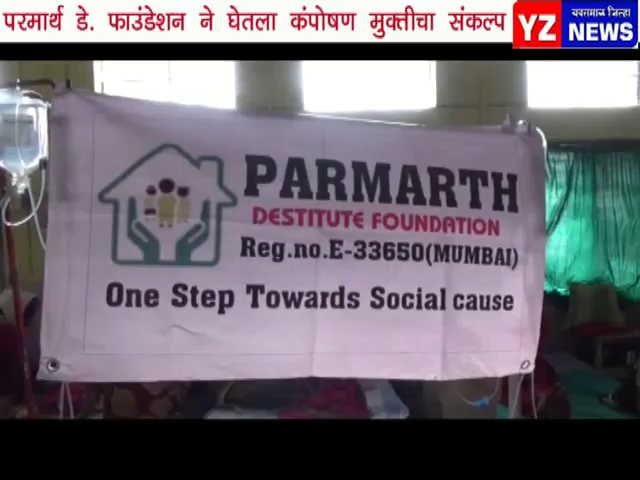 परमार्थ डे. फाउंडेशन ने घेतला कंपोषण मुक्तीचा संकल्प
YZ
यवतमाळ जिल्हा
NEWS
PARMARTH
DESTITUTE FOUNDATION
Reg.no.E-33650(MUMBAI)
One Step Towards Social cause